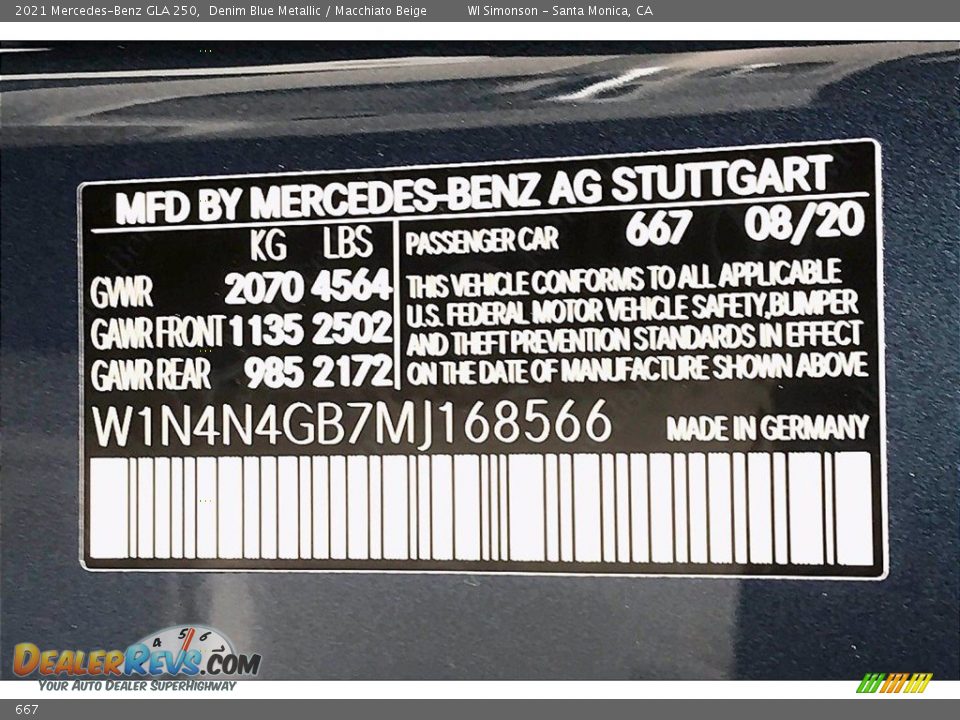 2021 Mercedes-Benz GLA 250, Denim Blue Metallic / Macchiato Beige WI Simonson - Santa Monica, CA
MFD BY MERCEDES-BENZ AG STUTTGART
KG LBS
GVWR 2070 4564
GAWR FRONT 1135 2502
GAWR REAR 985 2172
PASSENGER CAR 667 08/20
THIS VEHICLE CONFORMS TO ALL APPLICABLE
U.S. FEDERAL MOTOR VEHICLE SAFETY, BUMPER
AND THEFT PREVENTION STANDARDS IN EFFECT
ON THE DATE OF MANUFACTURE SHOWN ABOVE
W1N4N4GB7MJ168566 MADE IN GERMANY
4 5 6
DEALERREVS.COM
YOUR AUTO DEALER SUPERHIGHWAY
667